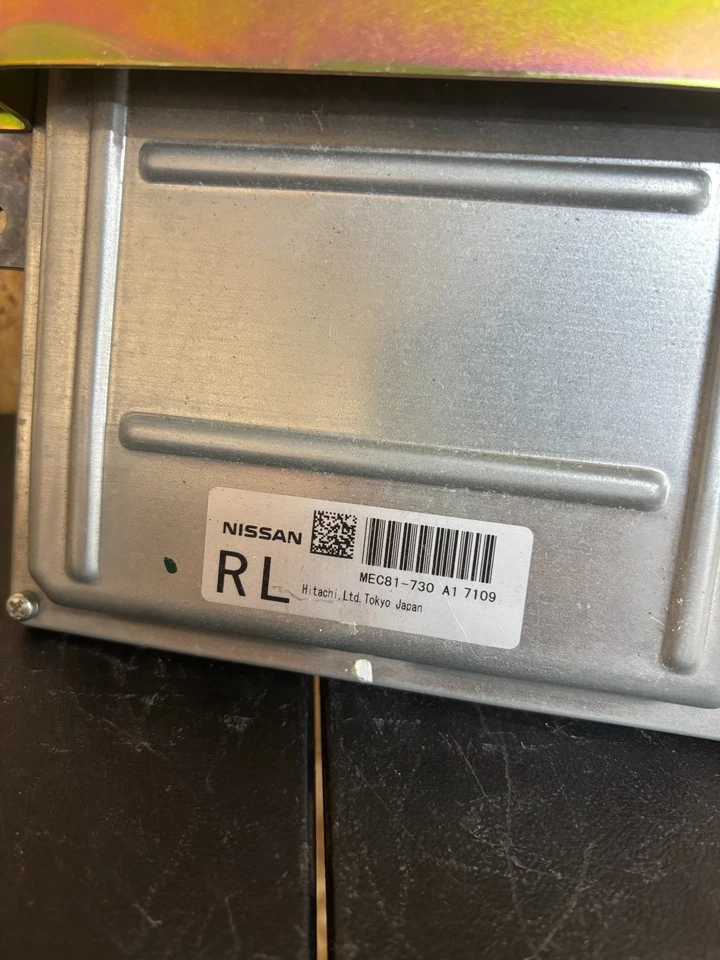 NISSAN
MEC81-730 A1 7109
RL
Hitachi,Ltd.Tokyo Japan